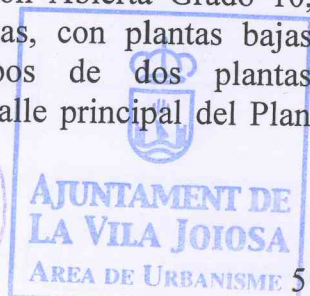 on Abierta Grado 10,
as, con plantas bajas
pos de dos plantas
alle principal del Plan
AJUNTAMENT DE
LA VILA JOIOSA
AREA DE URBANISME 5